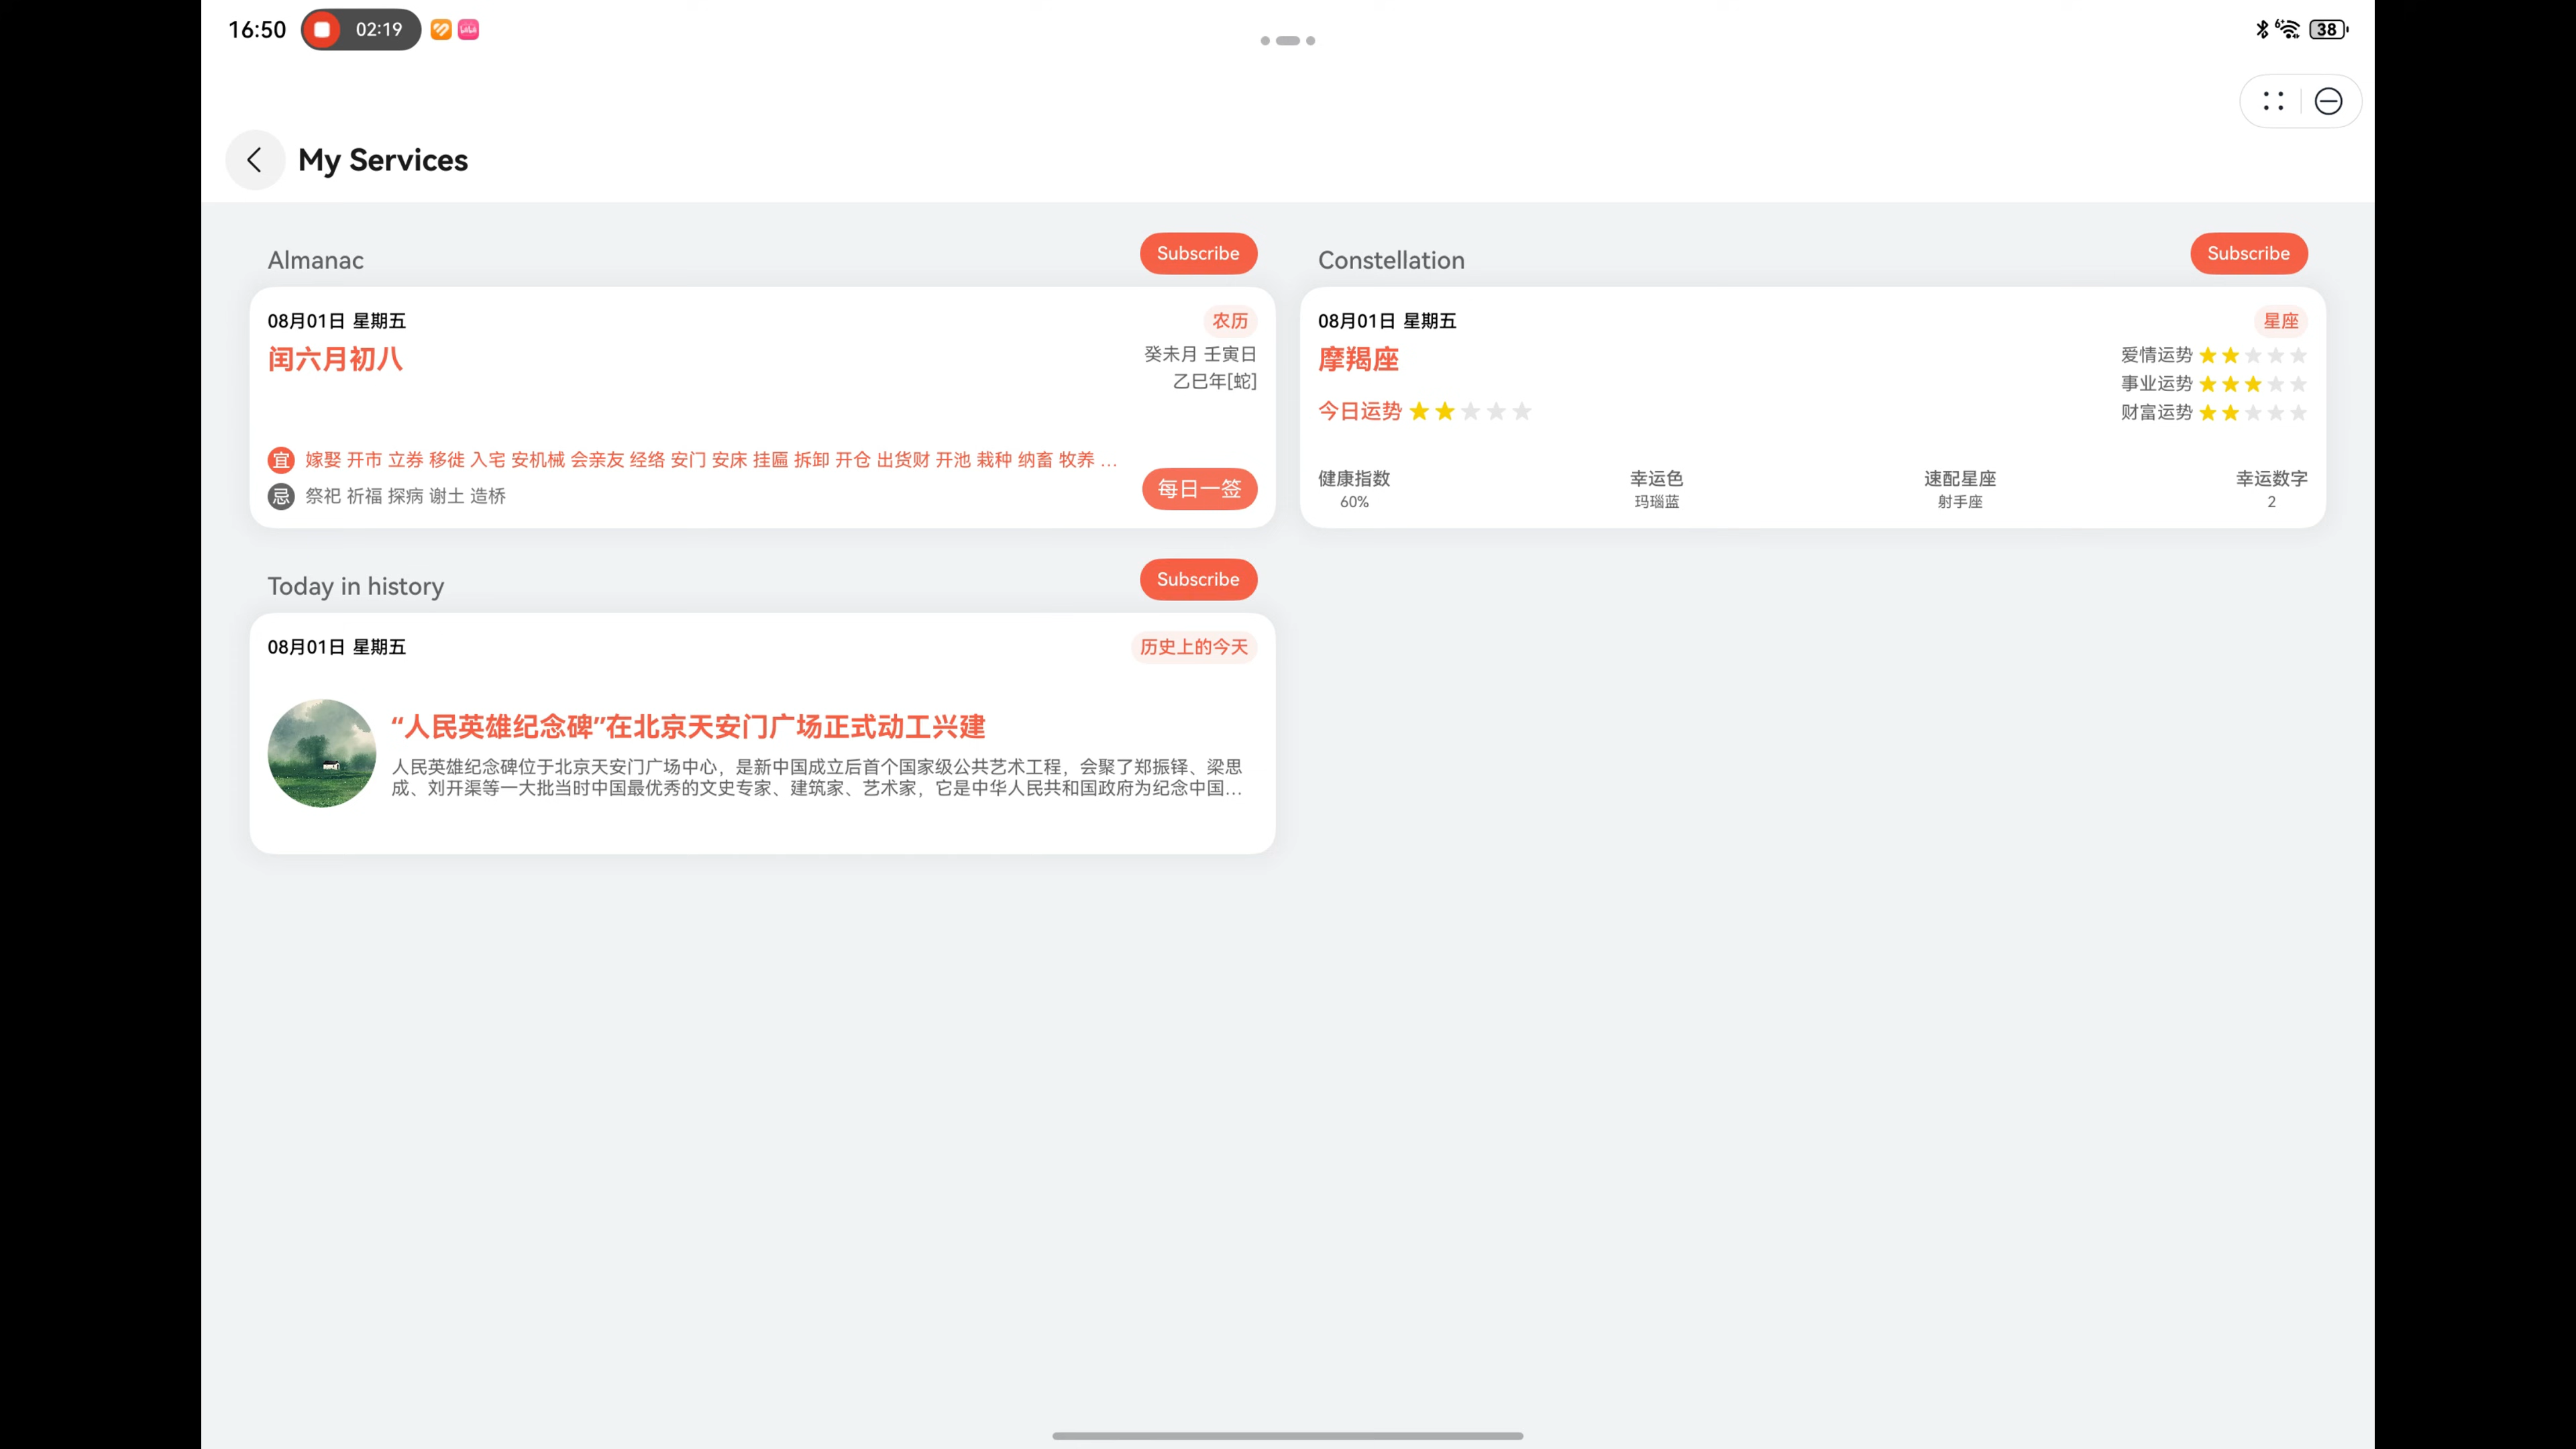 16:50
02:19
38
My Services
Almanac
Subscribe
08月01日 星期五
农历
闰六月初八
癸未月 壬寅日
乙巳年[蛇]
宜 嫁娶 开市 立券 移徙 入宅 安机械 会亲友 经络 安门 安床 挂匾 拆卸 开仓 出货财 开池 栽种 纳畜 牧养 ...
忌 祭祀 祈福 探病 谢土 造桥
每日一签
Constellation
Subscribe
08月01日 星期五
星座
摩羯座
爱情运势
事业运势
今日运势
财富运势
健康指数 幸运色 速配星座 幸运数字
60% 玛瑙蓝 射手座 2
Today in history
Subscribe
08月01日 星期五
历史上的今天
“人民英雄纪念碑”在北京天安门广场正式动工兴建
人民英雄纪念碑位于北京天安门广场中心，是新中国成立后首个国家级公共艺术工程，会聚了郑振铎、梁思
成、刘开渠等一大批当时中国最优秀的文史专家、建筑家、艺术家，它是中华人民共和国政府为纪念中国...